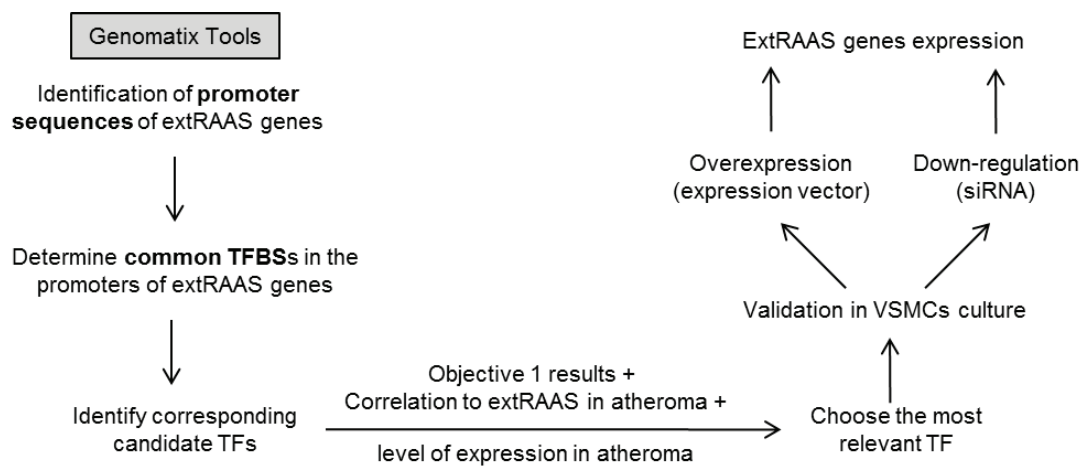 Genomatix Tools
Identification of promoter
sequences of extRAAS genes
Determine common TFBSs in the
promoters of extRAAS genes
Identify corresponding
candidate TFs
Objective 1 results +
Correlation to extRAAS in atheroma +
level of expression in atheroma
Choose the most
relevant TF
Validation in VSMCs culture
Overexpression
(expression vector)
Down-regulation
(siRNA)
ExtRAAS genes expression